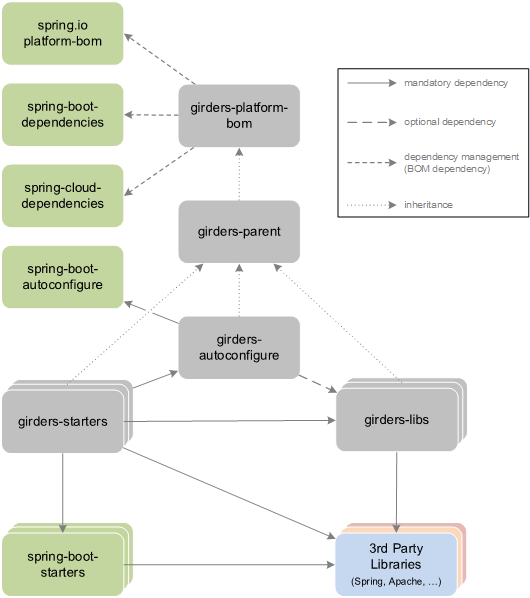 spring.io
platform-bom
spring-boot-
dependencies
spring-cloud-
dependencies
spring-boot-
autoconfigure
girders-platform-
bom
girders-parent
girders-
autoconfigure
girders-starters
girders-libs
spring-boot-
starters
3rd Party
Libraries
(Spring, Apache, ...)
mandatory dependency
optional dependency
dependency management
(BOM dependency)
inheritance